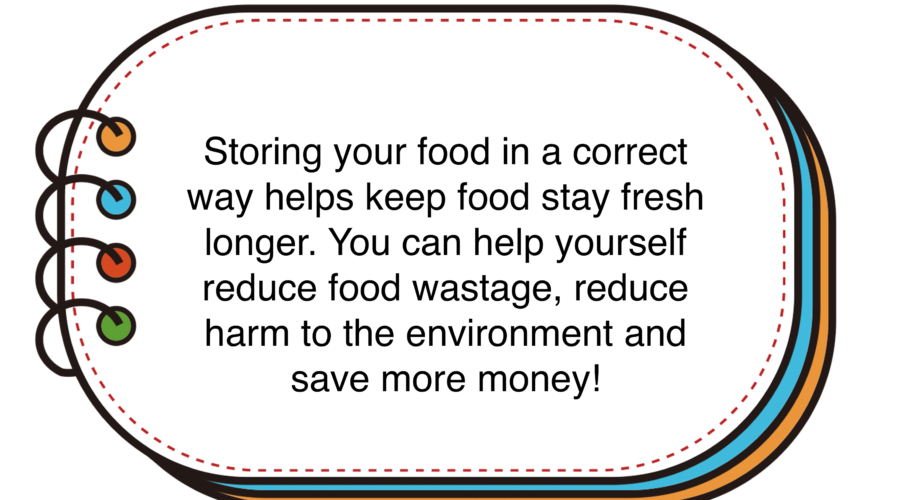 Storing your food in a correct
way helps keep food stay fresh
longer. You can help yourself
reduce food wastage, reduce
harm to the environment and
save more money!